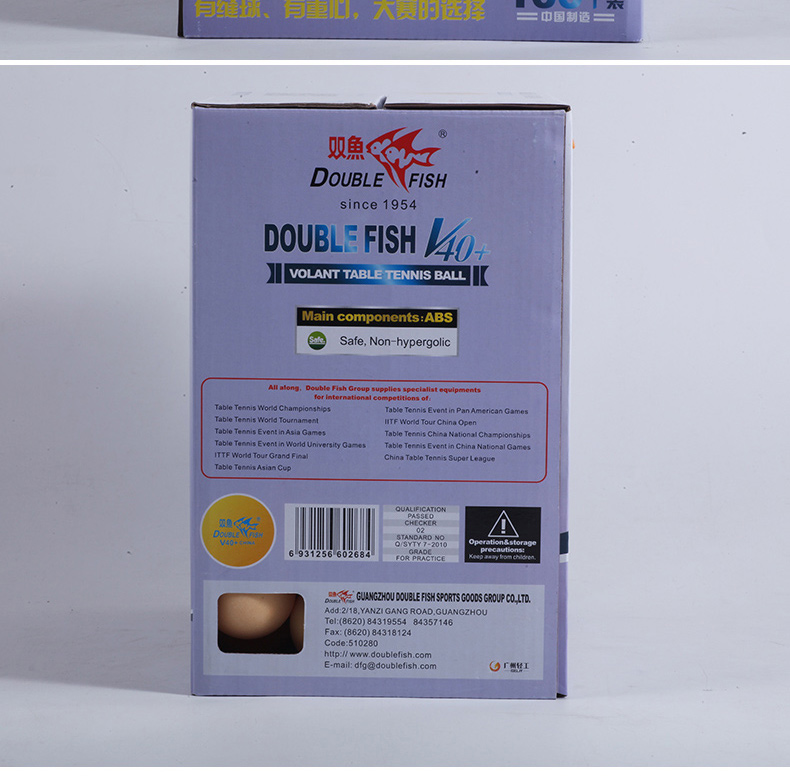 有缝球、有重心，大赛的选择
中国制造
双魚
®
DOUBLE FISH
since 1954
DOUBLE FISH V40+
VOLANT TABLE TENNIS BALL
Main components:ABS
Safe.
Safe, Non-hypergolic
All along, Double Fish Group supplies specialist equipments
for international competitions of:
Table Tennis World Championships
Table Tennis World Tournament
Table Tennis Event in Asia Games
Table Tennis Event in World University Games
ITTF World Tour Grand Final
Table Tennis Asian Cup
Table Tennis Event in Pan American Games
IITF World Tour China Open
Table Tennis China National Championships
Table Tennis Event in China National Games
China Table Tennis Super League
双魚
DOUBLE FISH
V40+
6 931256 602684
QUALIFICATION
PASSED
CHECKER
02
STANDARD NO
Q/SYTY 7-2010
GRADE
FOR PRACTICE
Operation&storage
precautions:
Keep away from children.
双魚
DOUBLE FISH
GUANGZHOU DOUBLE FISH SPORTS GOODS GROUP CO.,LTD.
Add:2/18,YANZI GANG ROAD,GUANGZHOU
Tel:(8620) 84319554 84357146
Fax: (8620) 84318124
Code:510280
http:// www.doublefish.com
E-mail: dfg@doublefish.com
广州轻工